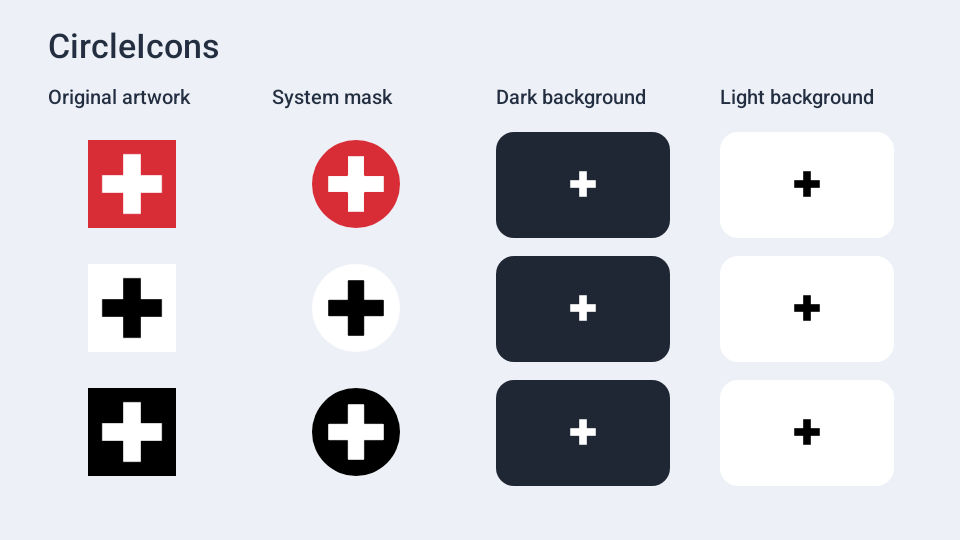 CircleIcons
Original artwork
System mask
Dark background
Light background